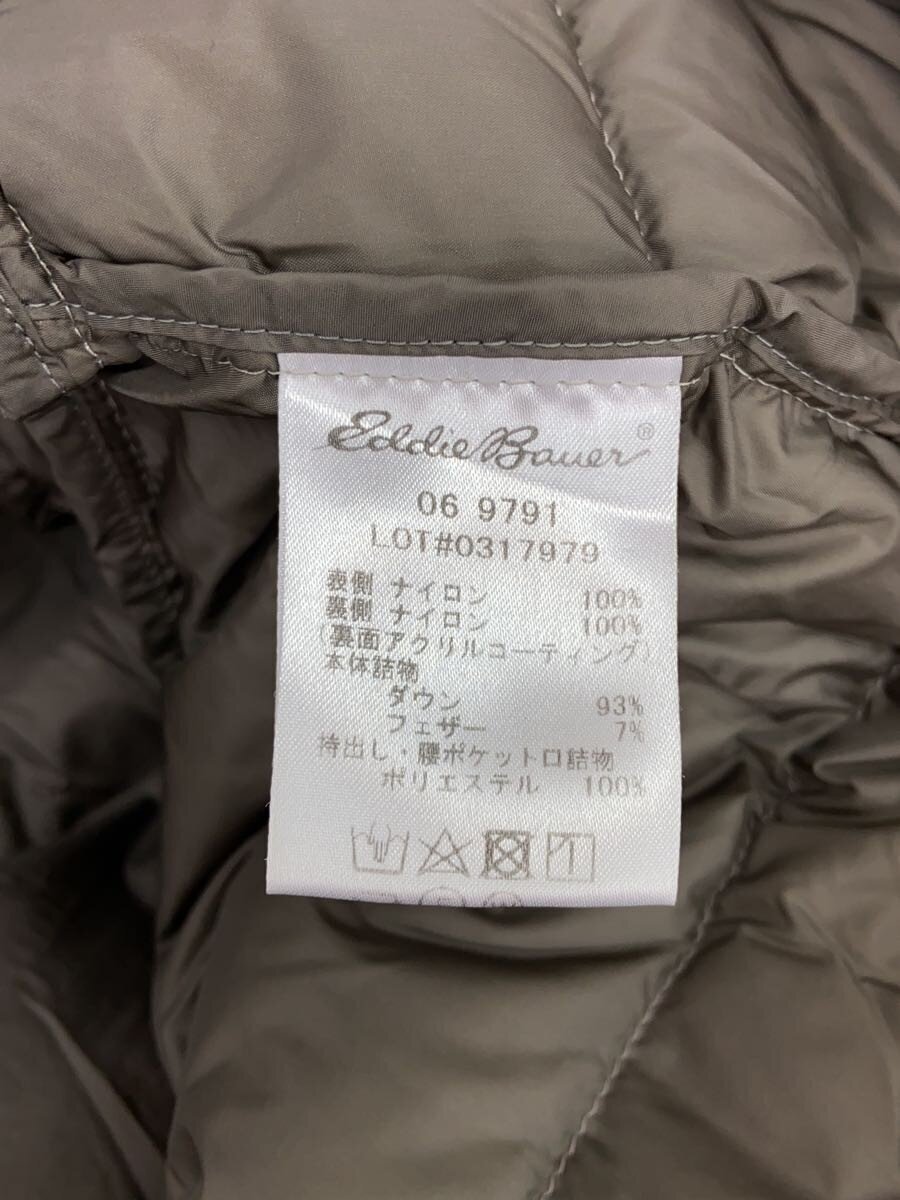 Eddie Bauer®
06 9791
LOT#0317979
表側 ナイロン 100%
裏側 ナイロン 100%
(裏面アクリルコーティング)
本体詰物
ダウン 93%
フェザー 7%
持出し・腰ポケット口詰物
ポリエステル 100%